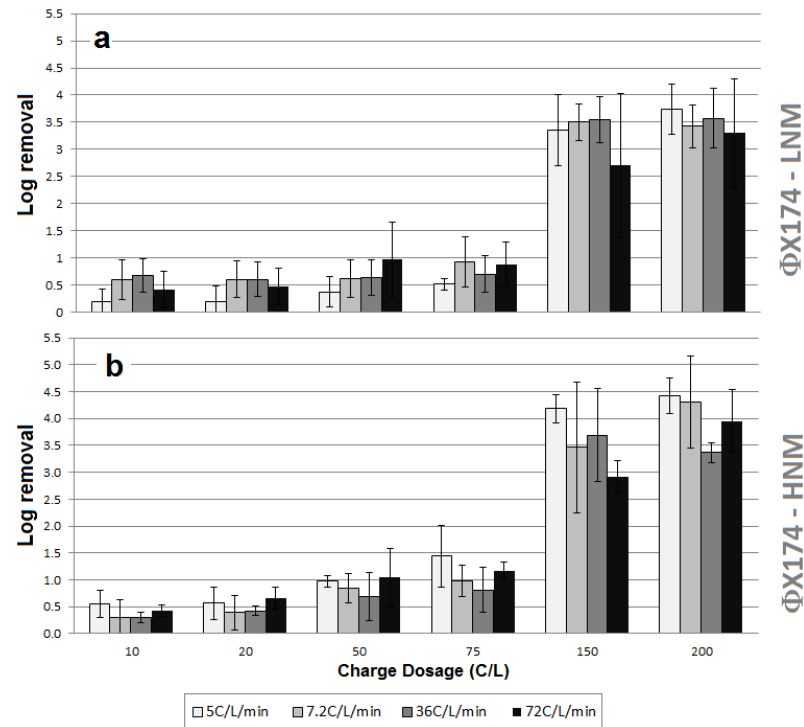 a
5.5
5
4.5
4
3.5
3
2.5
2
1.5
1
0.5
0
Log removal
ΦX174 - LNM
b
5.5
5.0
4.5
4.0
3.5
3.0
2.5
2.0
1.5
1.0
0.5
0.0
Log removal
ΦX174 - HNM
10 20 50 75 150 200
Charge Dosage (C/L)
5C/L/min 7.2C/L/min 36C/L/min 72C/L/min